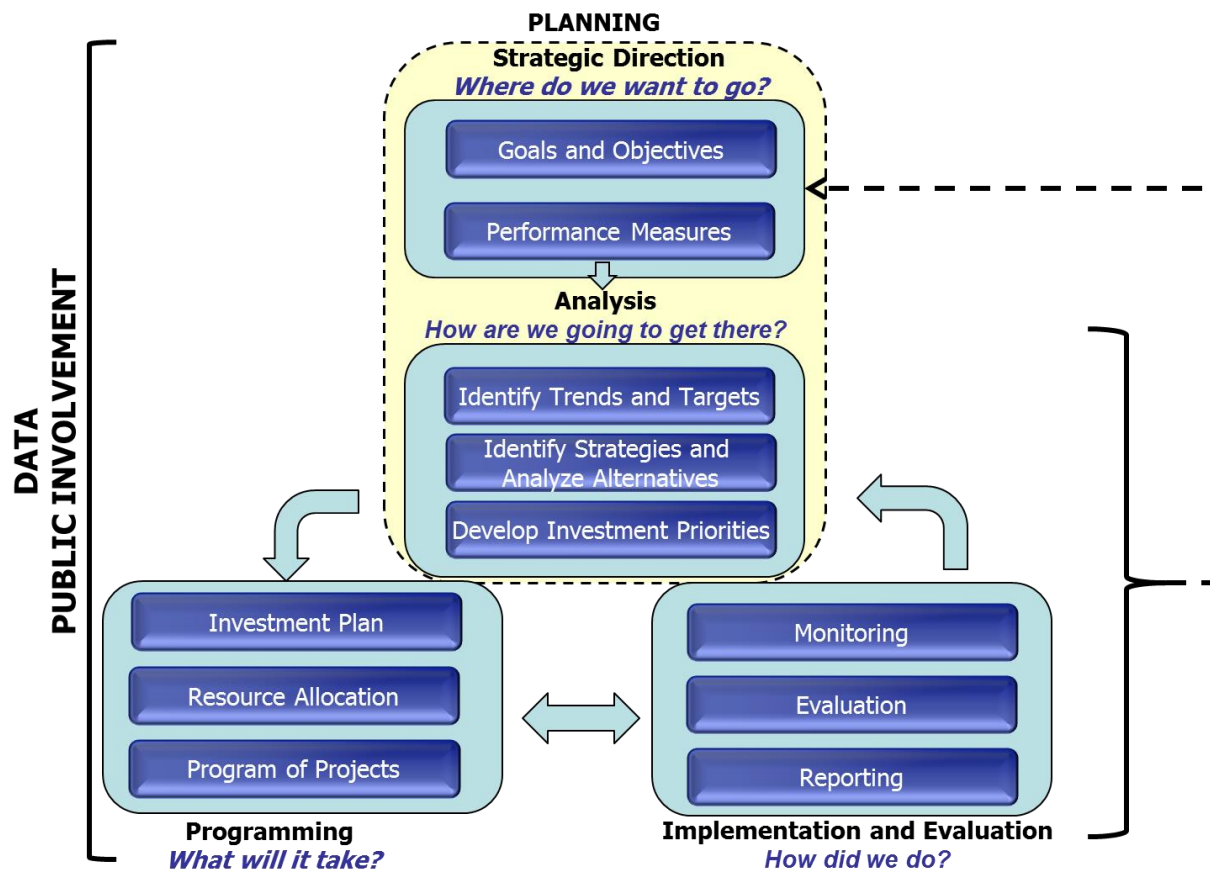 PLANNING
Strategic Direction
Where do we want to go?
Goals and Objectives
Performance Measures
Analysis
How are we going to get there?
Identify Trends and Targets
Identify Strategies and
Analyze Alternatives
Develop Investment Priorities
DATA
PUBLIC INVOLVEMENT
Investment Plan
Resource Allocation
Program of Projects
Programming
What will it take?
Monitoring
Evaluation
Reporting
Implementation and Evaluation
How did we do?